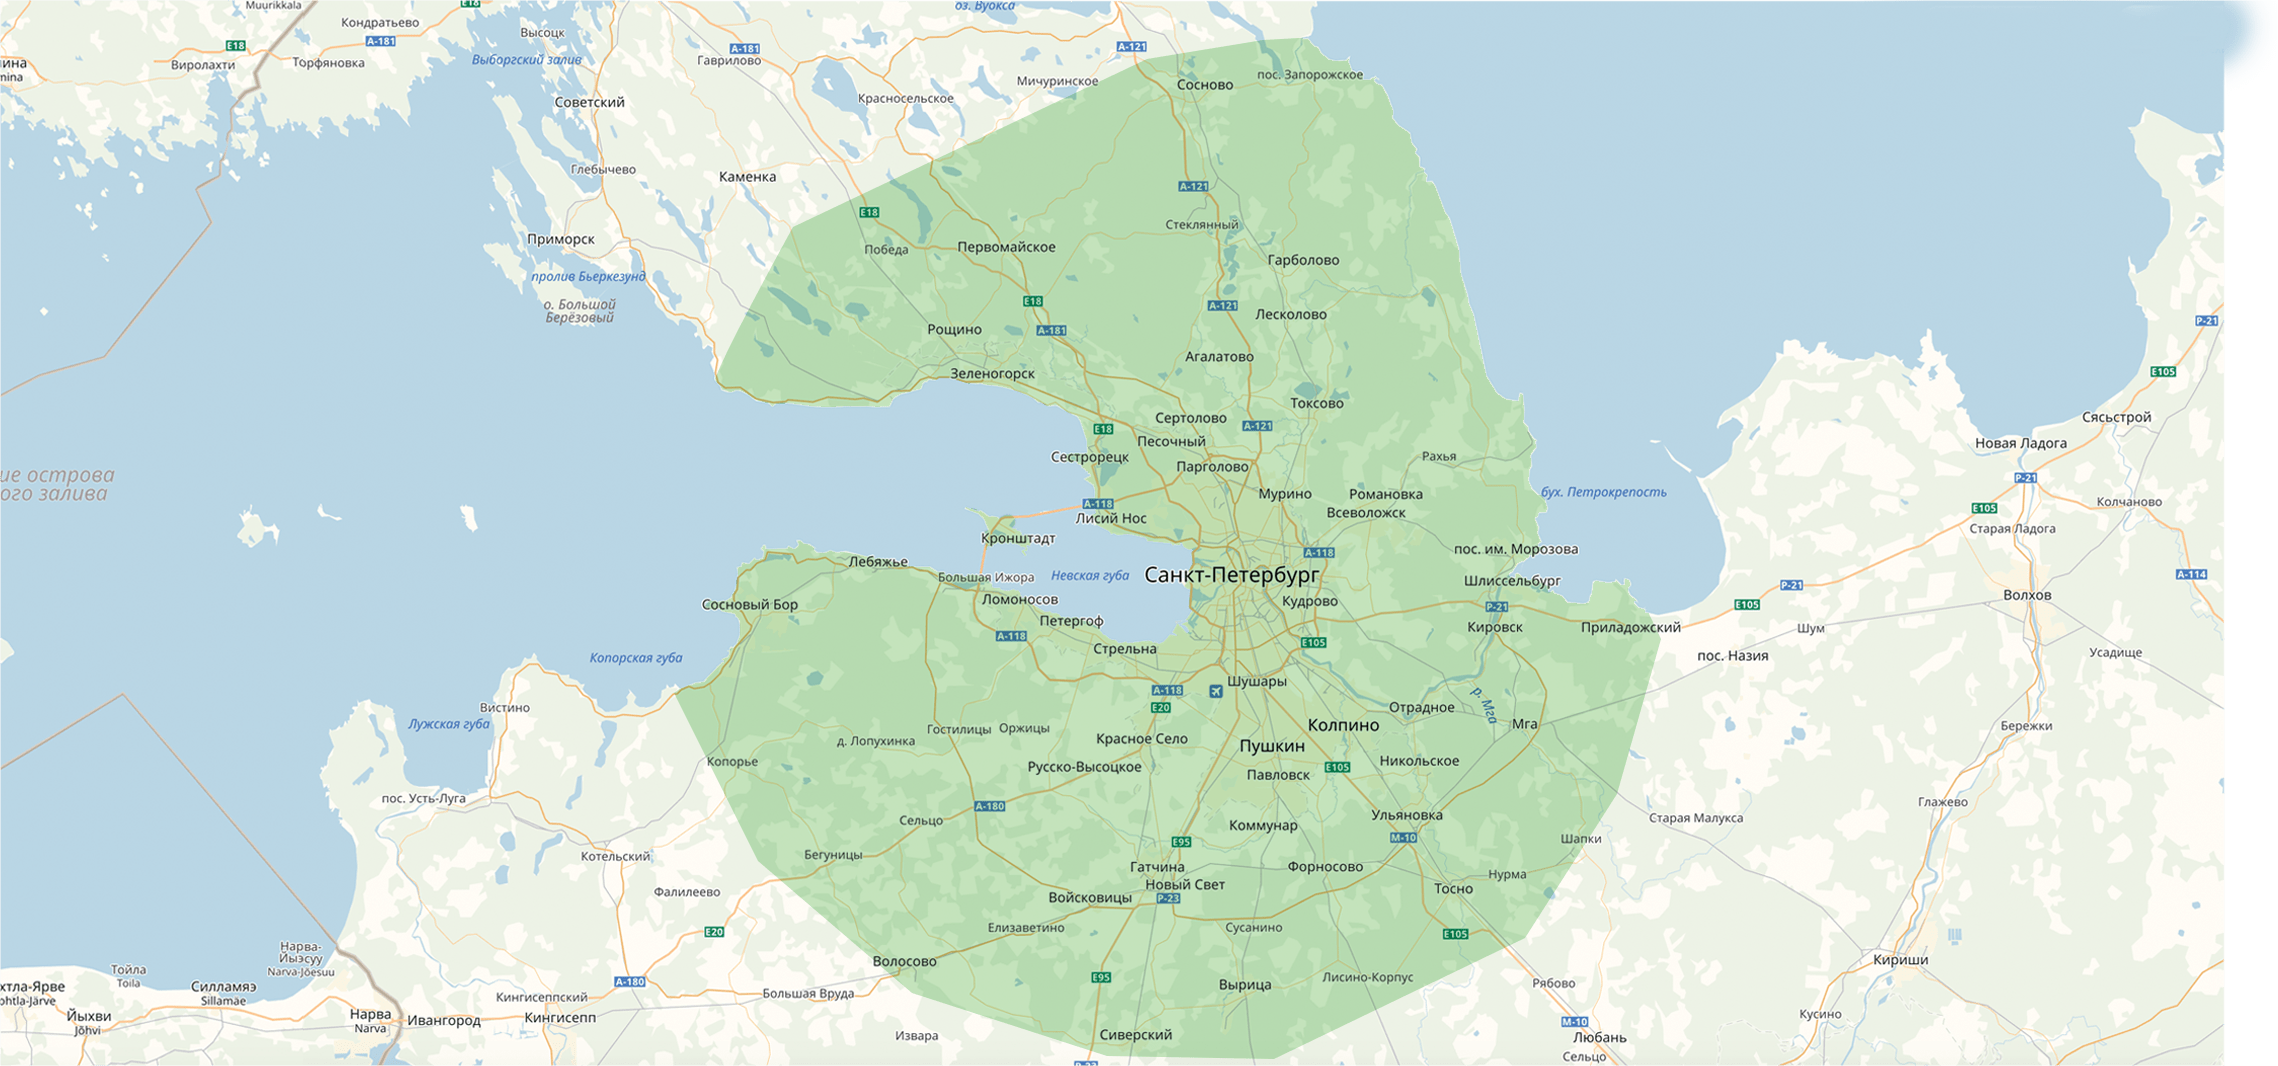 Muurikkala
E18
оз. Вуокса
Кондратьево
Высоцк
A-181
E18
A-181
A-121
Виролахти
Торфяновка
Выборгский залив
Гаврилово
ина
mina
пос. Запорожское
Мичуринское
Сосново
Советский
Красносельское
Глебычево
Каменка
A-121
E18
Стеклянный
Приморск
Победа
Первомайское
Гарболово
пролив Бьеркезунд
о. Большой
Берёзовый
E18
A-121
Лесколово
P-21
Рощино
A-181
Агалатово
Зеленогорск
E105
Токсово
Сертолово
Сясьстрой
E18
A-121
Песочный
Новая Ладога
Сестрорецк
Парголово
Рахья
ие острова
ого залива
P-21
Мурино
Романовка
бух. Петрокрепость
A-118
Колчаново
Лисий Нос
Всеволожск
E105
Старая Ладога
Кронштадт
пос. им. Морозова
A-118
Лебяжье
Большая Ижора
Невская губа
Санкт-Петербург
Шлиссельбург
A-114
P-21
Ломоносов
Кудрово
Волхов
Сосновый Бор
P-21
E105
Петергоф
Кировск
Приладожский
Шум
A-118
E105
Стрельна
Копорская губа
пос. Назия
Усадище
Шушары
A-118
Вистино
E20
Отрадное
р. Мга
Лужская губа
Гостилицы
Оржицы
Колпино
Мга
Бережки
д. Лопухинка
Красное Село
Пушкин
Копорье
Русско-Высоцкое
Павловск
E105
Никольское
пос. Усть-Луга
A-180
Глажево
Сельцо
Коммунар
Ульяновка
Старая Малукса
M-10
Шапки
E95
Бегуницы
Котельский
Гатчина
Форносово
Нурма
Новый Свет
Тосно
Фалилеево
Войсковицы
P-23
E20
Елизаветино
Сусанино
E105
Нарва-
Йыэсуу
Narva-Jõesuu
Волосово
Кириши
Тойла
Toila
E95
Лисино-Корпус
A-180
Вырица
Рябово
хтла-Ярве
ohtla-Järve
Силламяэ
Sillamäe
Большая Вруда
Кингисеппский
Йыхви
Jõhvi
Нарва
Narva
Ивангород
Кингисепп
Кусино
M-10
Извара
Сиверский
Любань
Сельцо